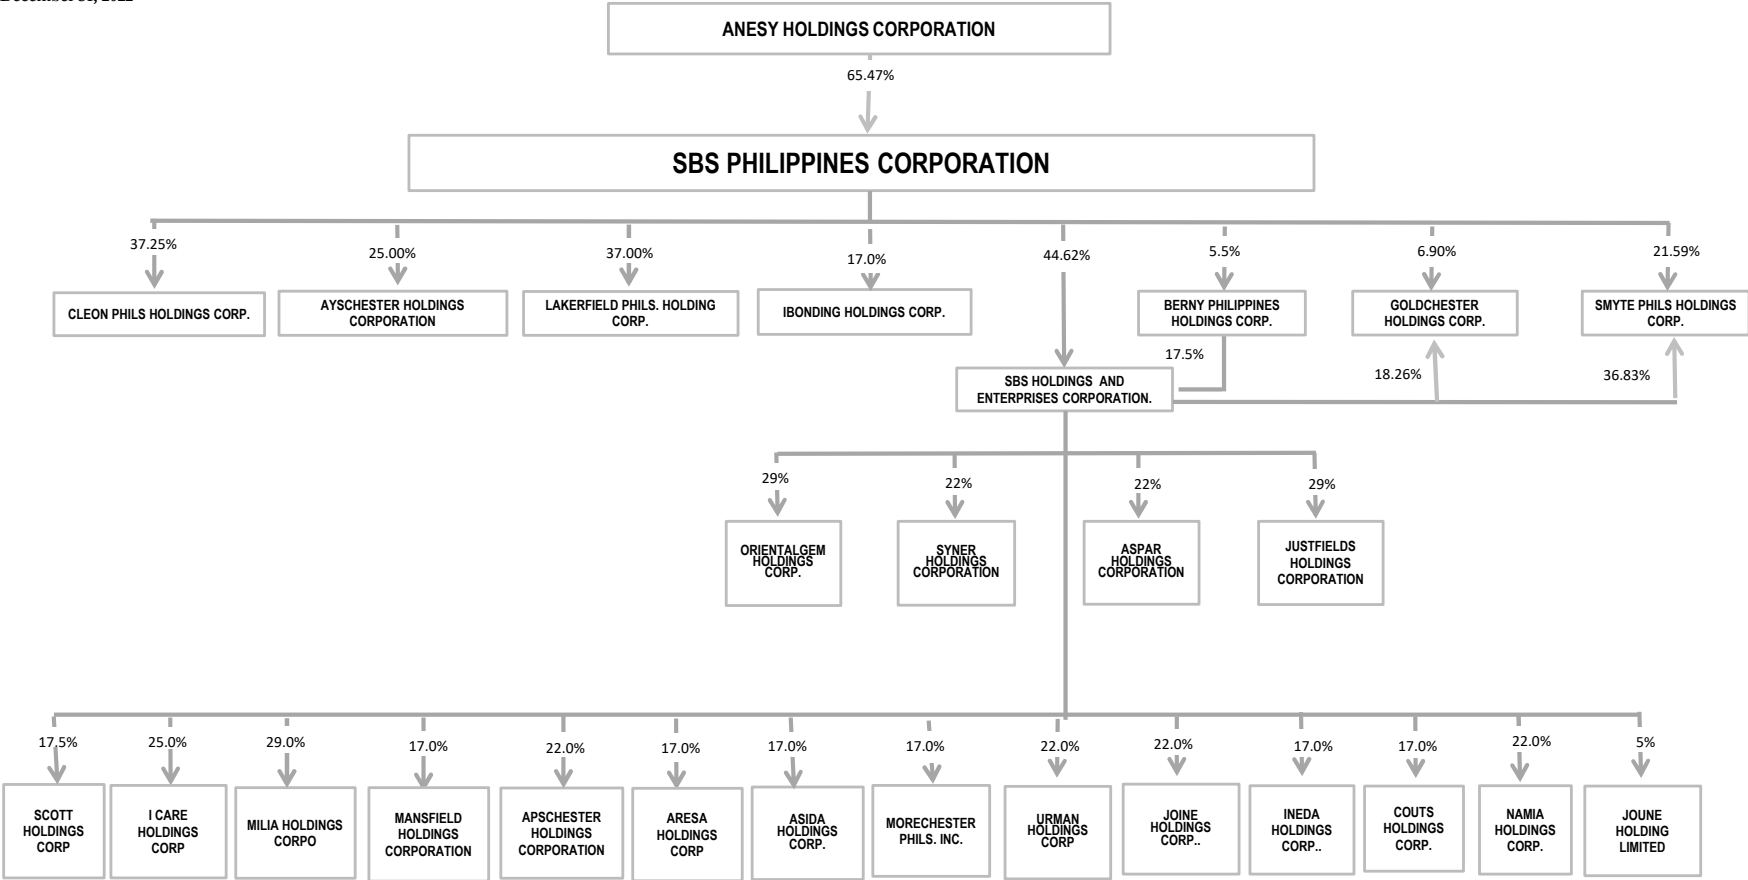 December 31, 2022
ANESY HOLDINGS CORPORATION
65.47%
SBS PHILIPPINES CORPORATION
37.25%
25.00%
37.00%
17.0%
44.62%
5.5%
6.90%
21.59%
CLEON PHILS HOLDINGS CORP.
AYSCHESTER HOLDINGS
CORPORATION
LAKERFIELD PHILS. HOLDING
CORP.
IBONDING HOLDINGS CORP.
BERNY PHILIPPINES
HOLDINGS CORP.
GOLDCHESTER
HOLDINGS CORP.
SMYTE PHILS HOLDINGS
CORP.
17.5%
18.26%
36.83%
SBS HOLDINGS AND
ENTERPRISES CORPORATION.
29%
22%
22%
29%
ORIENTALGEM
HOLDINGS
CORP.
SYNER
HOLDINGS
CORPORATION
ASPAR
HOLDINGS
CORPORATION
JUSTFIELDS
HOLDINGS
CORPORATION
17.5%
25.0%
29.0%
17.0%
22.0%
17.0%
17.0%
17.0%
22.0%
22.0%
17.0%
17.0%
22.0%
5%
SCOTT
HOLDINGS
CORP
I CARE
HOLDINGS
CORP
MILIA HOLDINGS
CORPO
MANSFIELD
HOLDINGS
CORPORATION
APSCHESTER
HOLDINGS
CORPORATION
ARESA
HOLDINGS
CORP
ASIDA
HOLDINGS
CORP.
MORECHESTER
PHILS. INC.
URMAN
HOLDINGS
CORP
JOINE
HOLDINGS
CORP..
INEDA
HOLDINGS
CORP..
COUTS
HOLDINGS
CORP.
NAMIA
HOLDINGS
CORP.
JOUNE
HOLDING
LIMITED